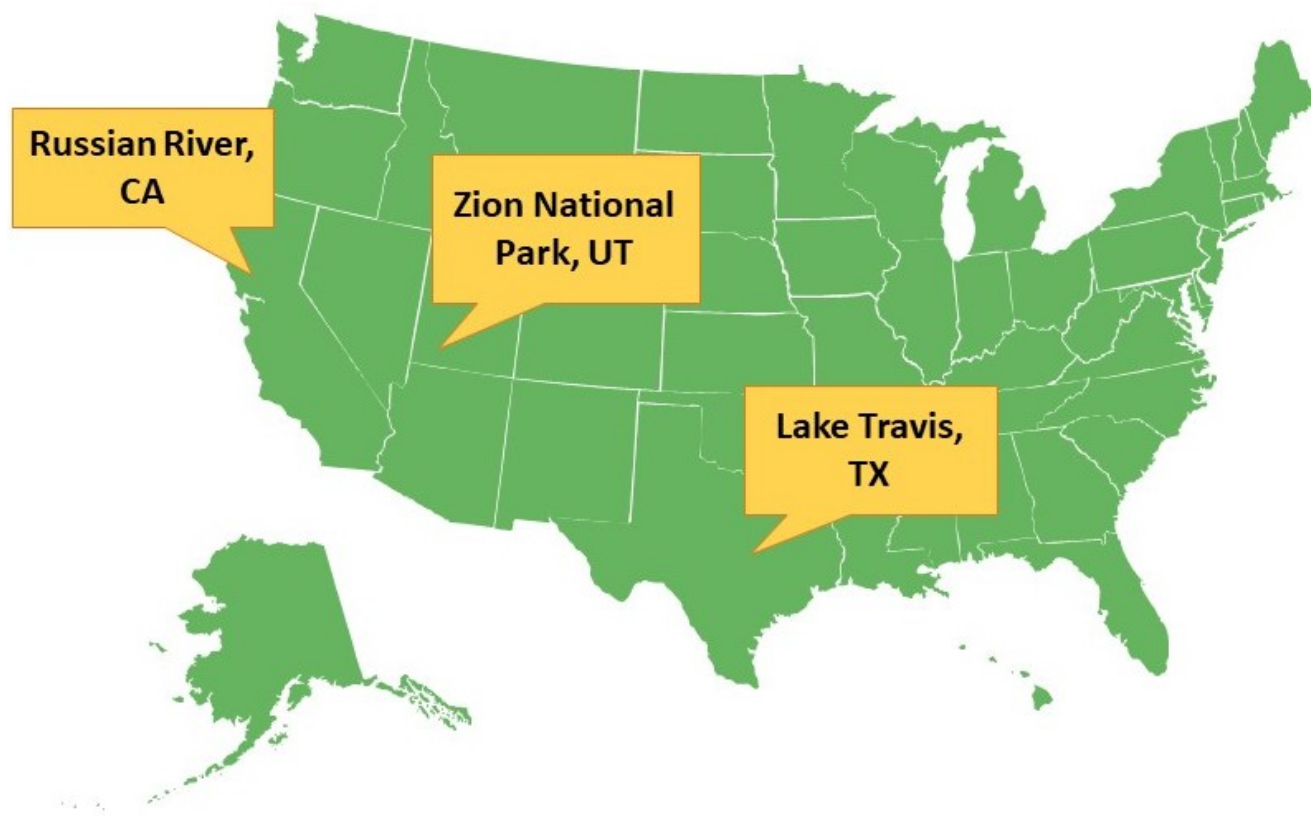 Russian River,
CA
Zion National
Park, UT
Lake Travis,
TX